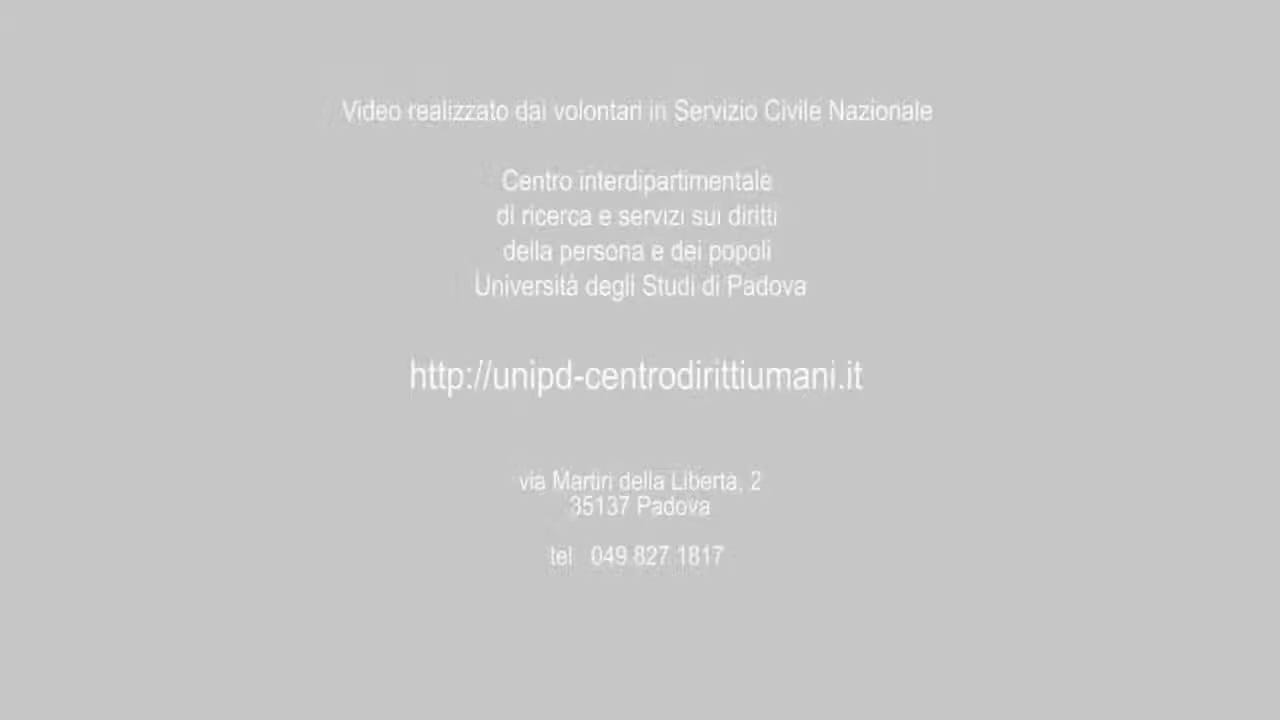 Video realizzato dai volontari in Servizio Civile Nazionale
Centro interdipartimentale
di ricerca e servizi sui diritti
della persona e dei popoli
Università degli Studi di Padova
http://unipd-centrodirittiumani.it
via Martiri della Libertà, 2
35137 Padova
tel 049 827 1817